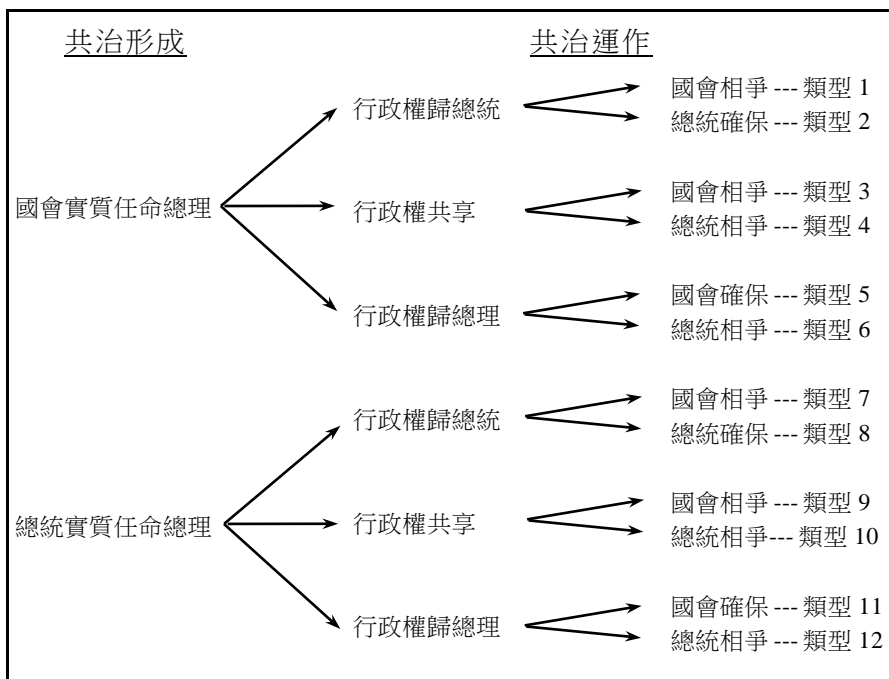 共治形成 共治運作
國會相爭 --- 類型 1
行政權歸總統
總統確保 --- 類型 2
國會相爭 --- 類型 3
國會實質任命總理 行政權共享
總統相爭 --- 類型 4
國會確保 --- 類型 5
行政權歸總理
總統相爭 --- 類型 6
國會相爭 --- 類型 7
行政權歸總統
總統確保 --- 類型 8
國會相爭 --- 類型 9
總統實質任命總理 行政權共享
總統相爭--- 類型 10
國會確保 --- 類型 11
行政權歸總理
總統相爭 --- 類型 12